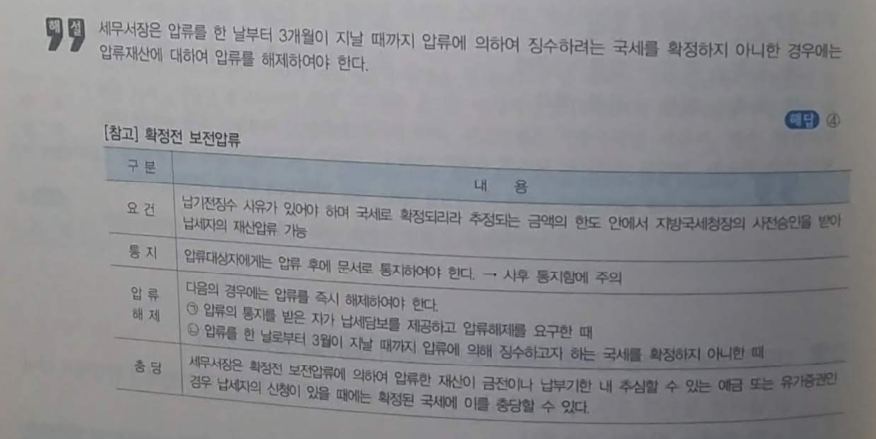 해설
세무서장은 압류를 한 날부터 3개월이 지날 때까지 압류에 의하여 징수하려는 국세를 확정하지 아니한 경우에는
압류재산에 대하여 압류를 해제하여야 한다.
해답 ④
[참고] 확정전 보전압류
구 분
내 용
요 건
납기전징수 사유가 있어야 하며 국세로 확정되리라 추정되는 금액의 한도 안에서 지방국세청장의 사전승인을 받아
납세자의 재산압류 가능
통 지
압류대상자에게는 압류 후에 문서로 통지하여야 한다. → 사후 통지함에 주의
압 류
해 제
다음의 경우에는 압류를 즉시 해제하여야 한다.
㉠ 압류의 통지를 받은 자가 납세담보를 제공하고 압류해제를 요구한 때
㉡ 압류를 한 날로부터 3월이 지날 때까지 압류에 의해 징수하고자 하는 국세를 확정하지 아니한 때
충 당
세무서장은 확정전 보전압류에 의하여 압류한 재산이 금전이나 납부기한 내 추심할 수 있는 예금 또는 유가증권인
경우 납세자의 신청이 있을 때에는 확정된 국세에 이를 충당할 수 있다.